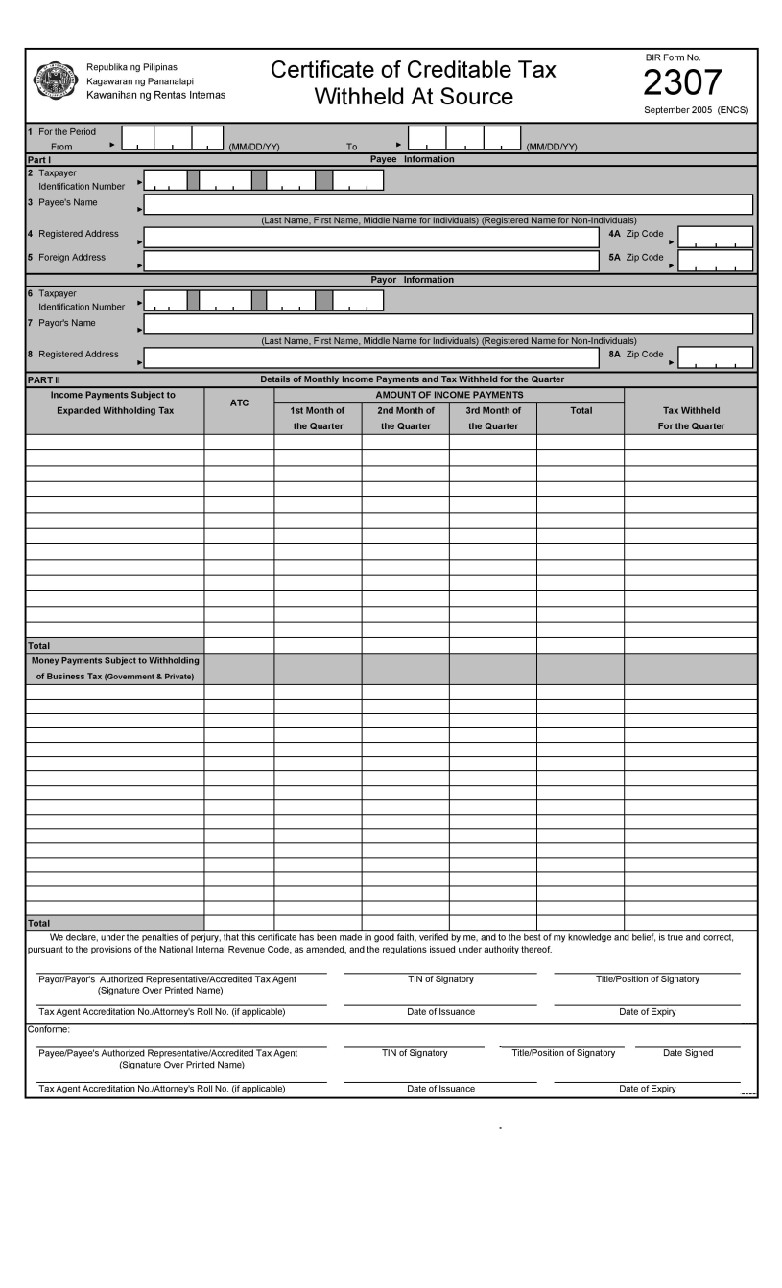 Republika ng Pilipinas
Kagawaran ng Pananalapi
Kawanihan ng Rentas Internas
Certificate of Creditable Tax
Withheld At Source
BIR Form No.
2307
September 2005 (ENCS)
1 For the Period
From (MM/DD/YY) To (MM/DD/YY)
Part I Payee Information
2 Taxpayer
Identification Number
3 Payee's Name
(Last Name, First Name, Middle Name for Individuals) (Registered Name for Non-Individuals)
4 Registered Address 4A Zip Code
5 Foreign Address 5A Zip Code
Payor Information
6 Taxpayer
Identification Number
7 Payor's Name
(Last Name, First Name, Middle Name for Individuals) (Registered Name for Non-Individuals)
8 Registered Address 8A Zip Code
PART II Details of Monthly Income Payments and Tax Withheld for the Quarter
Income Payments Subject to
Expanded Withholding Tax
ATC
AMOUNT OF INCOME PAYMENTS
1st Month of
the Quarter
2nd Month of
the Quarter
3rd Month of
the Quarter
Total
Tax Withheld
For the Quarter
Total
Money Payments Subject to Withholding
of Business Tax (Government & Private)
Total
We declare, under the penalties of perjury, that this certificate has been made in good faith, verified by me, and to the best of my knowledge and belief, is true and correct,
pursuant to the provisions of the National Internal Revenue Code, as amended, and the regulations issued under authority thereof.
Payor/Payor's Authorized Representative/Accredited Tax Agent TIN of Signatory Title/Position of Signatory
(Signature Over Printed Name)
Tax Agent Accreditation No./Attorney's Roll No. (if applicable) Date of Issuance Date of Expiry
Conforme:
Payee/Payee's Authorized Representative/Accredited Tax Agent TIN of Signatory Title/Position of Signatory Date Signed
(Signature Over Printed Name)
Tax Agent Accreditation No./Attorney's Roll No. (if applicable) Date of Issuance Date of Expiry